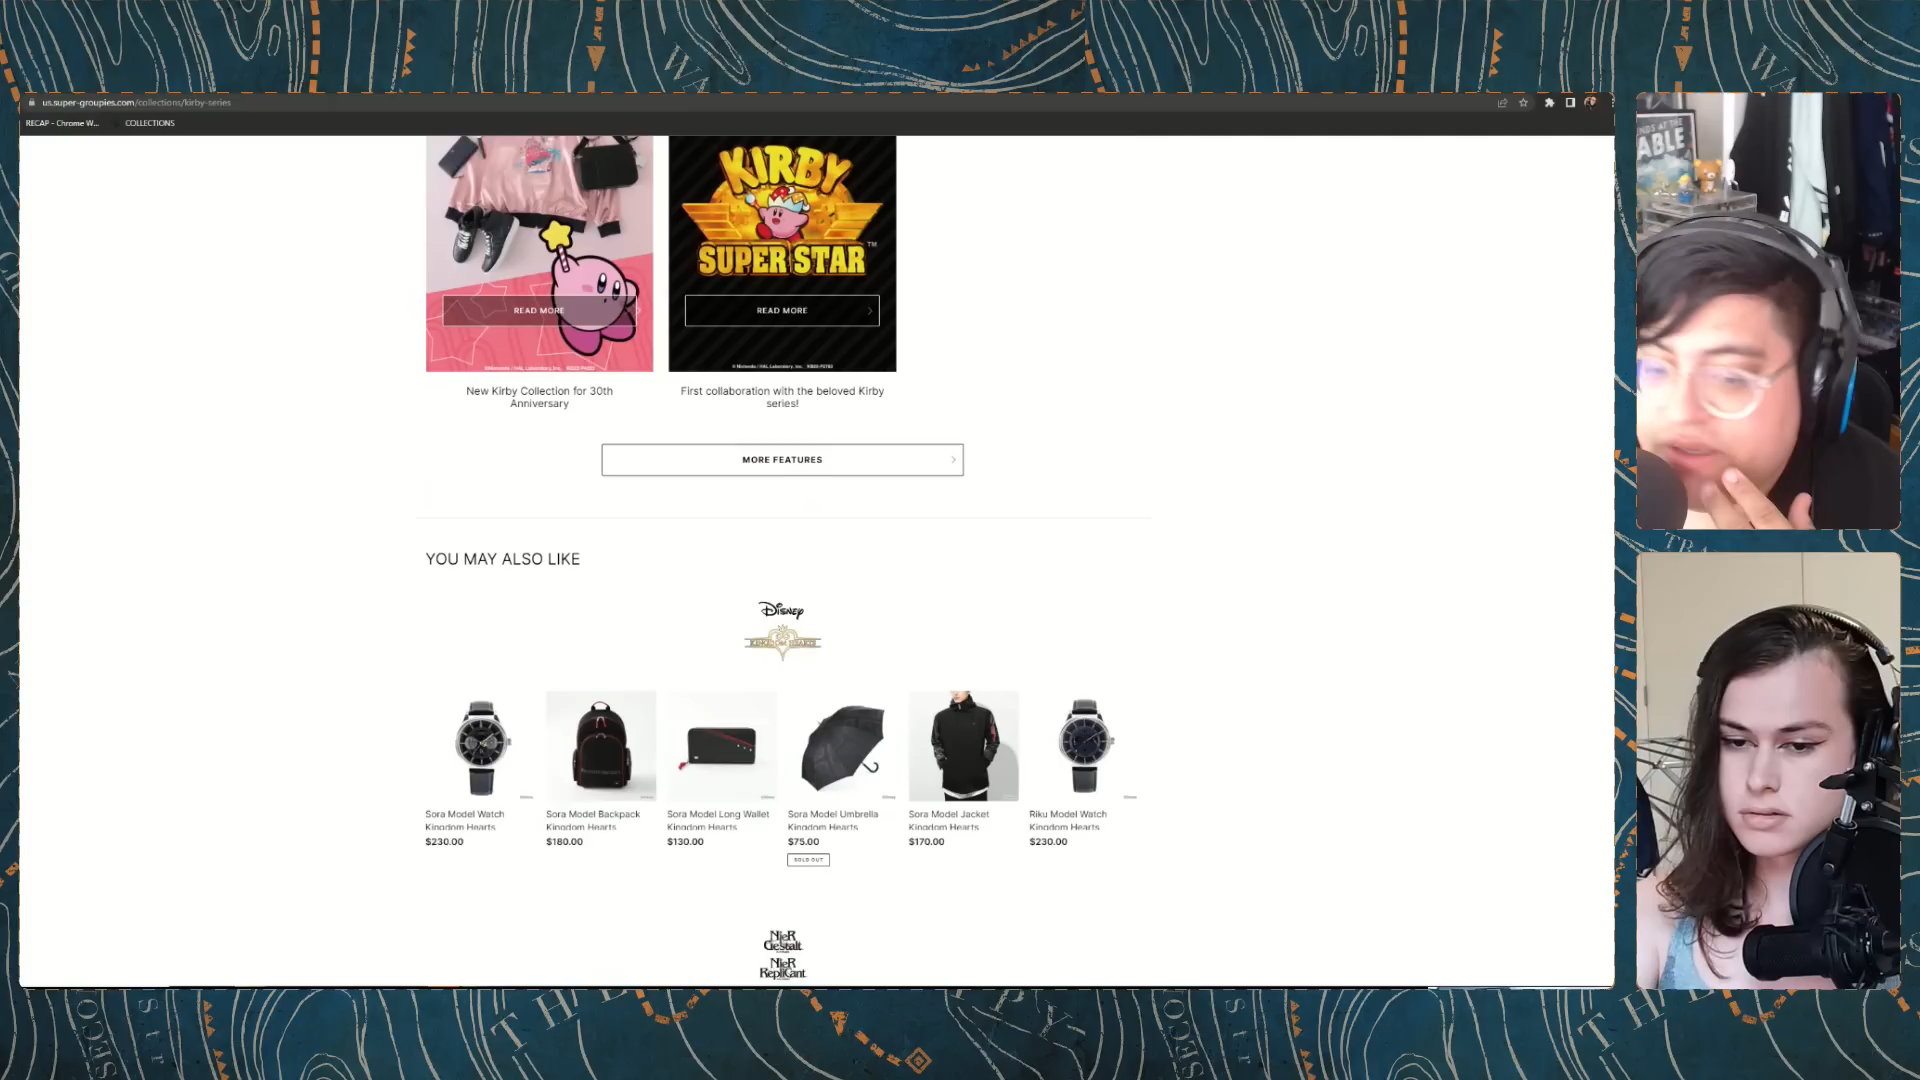 us.super-groupies.com/collections/kirby-series
RECAP - Chrome W...
COLLECTIONS
KIRBY
SUPER STAR
TM
READ MORE
READ MORE
New Kirby Collection for 30th
Anniversary
First collaboration with the beloved Kirby
series!
MORE FEATURES
YOU MAY ALSO LIKE
Disney
KINGDOM HEARTS
Sora Model Watch
Kingdom Hearts
$230.00
Sora Model Backpack
Kingdom Hearts
$180.00
Sora Model Long Wallet
Kingdom Hearts
$130.00
Sora Model Umbrella
Kingdom Hearts
$75.00
SOLD OUT
Sora Model Jacket
Kingdom Hearts
$170.00
Riku Model Watch
Kingdom Hearts
$230.00
NieR
Gestalt
NieR
RepliCant
ABLE